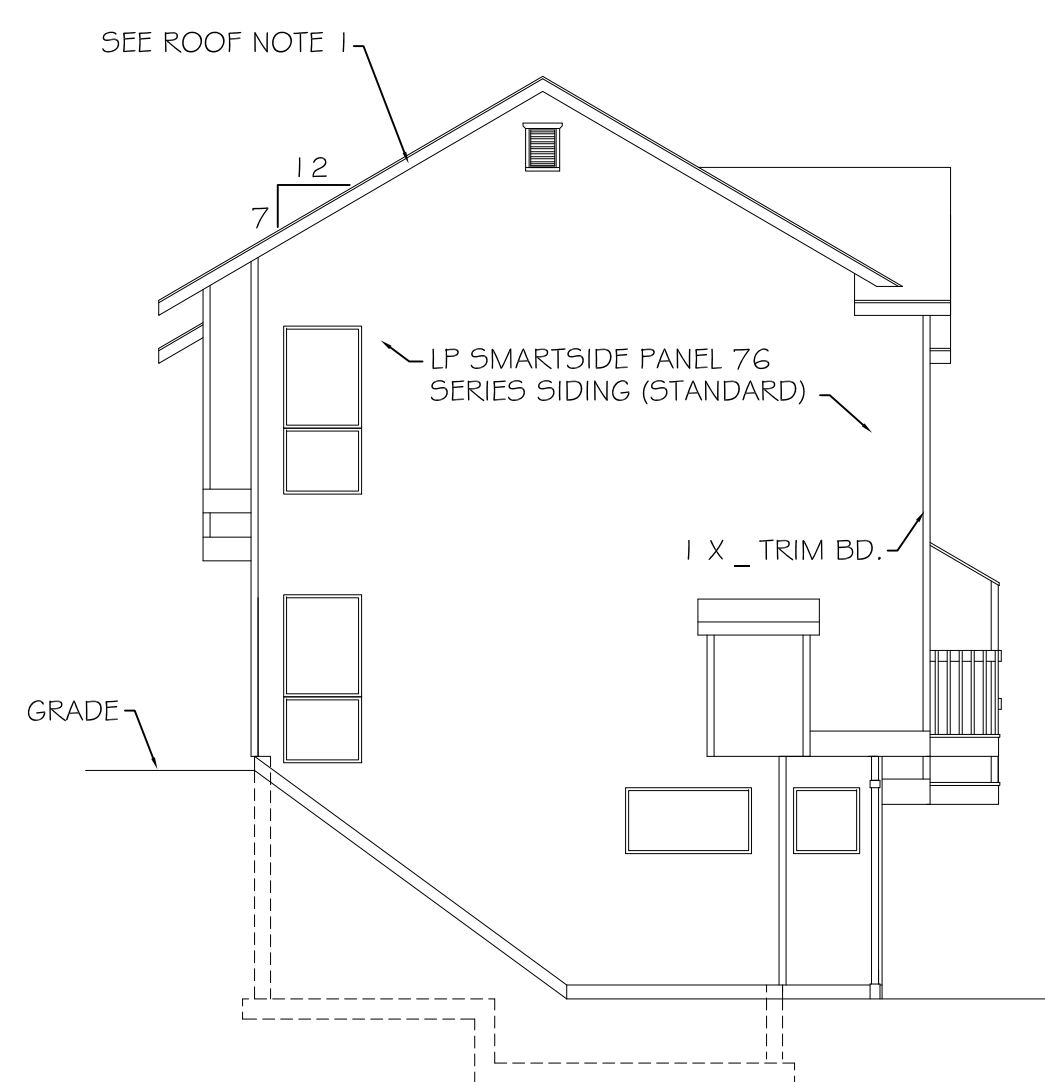 SEE ROOF NOTE 1
12
7
LP SMARTSIDE PANEL 76
SERIES SIDING (STANDARD)
1 X _ TRIM BD.
GRADE